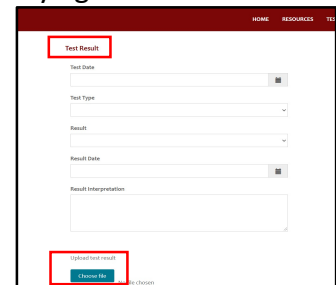 HOME RESOURCES TES
Test Result
Test Date
Test Type
Result
Result Date
Result Interpretation
Upload test result
Choose file
file chosen